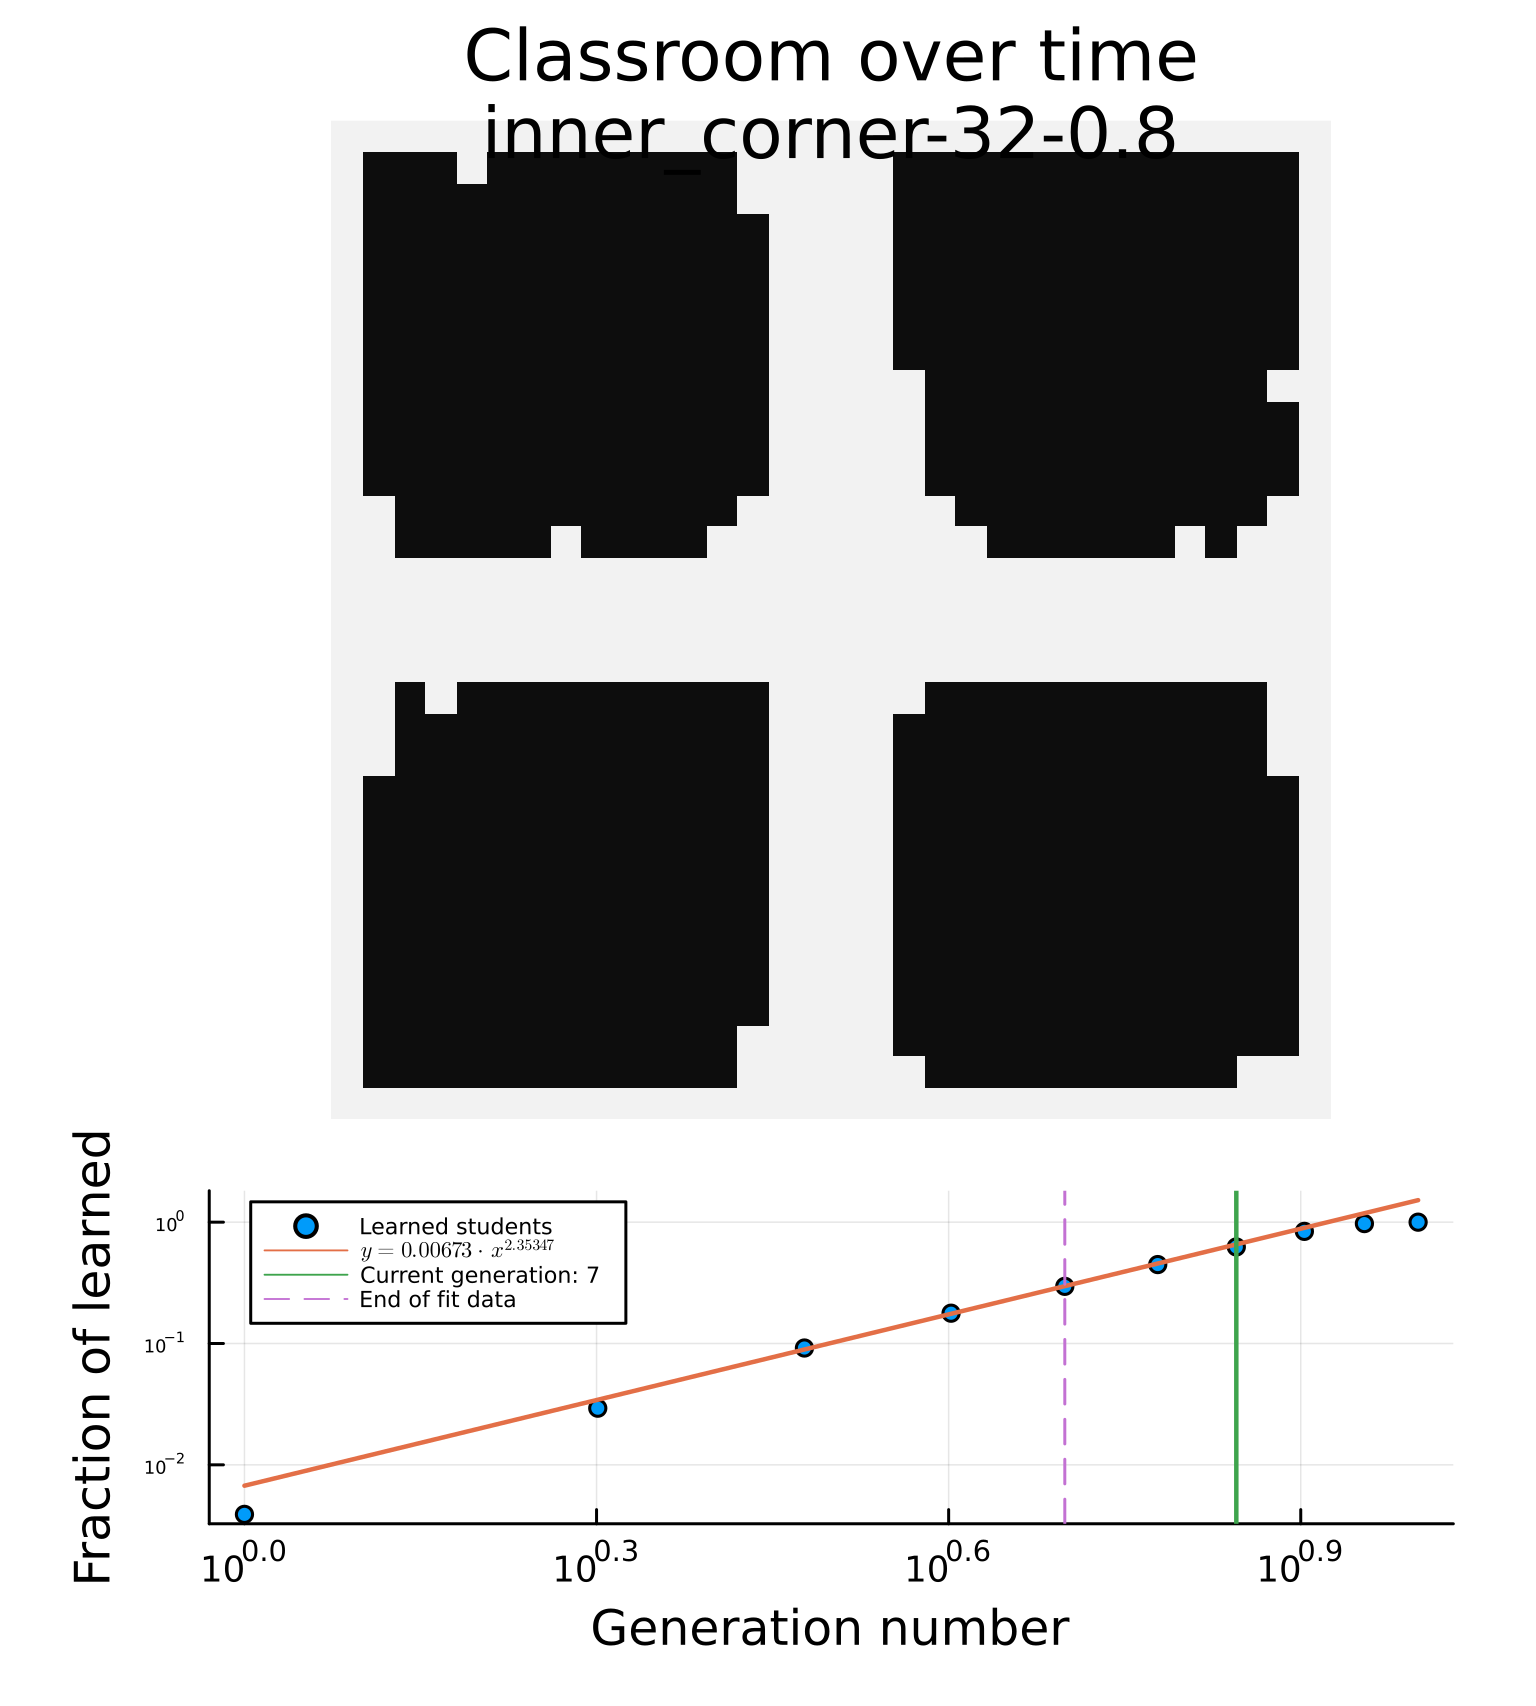 Classroom over time
inner_corner-32-0.8
Fraction of learned
10^0
10^−1
10^−2
Learned students
y = 0.00673 · x^2.35347
Current generation: 7
End of fit data
10^0.0 10^0.3 10^0.6 10^0.9
Generation number